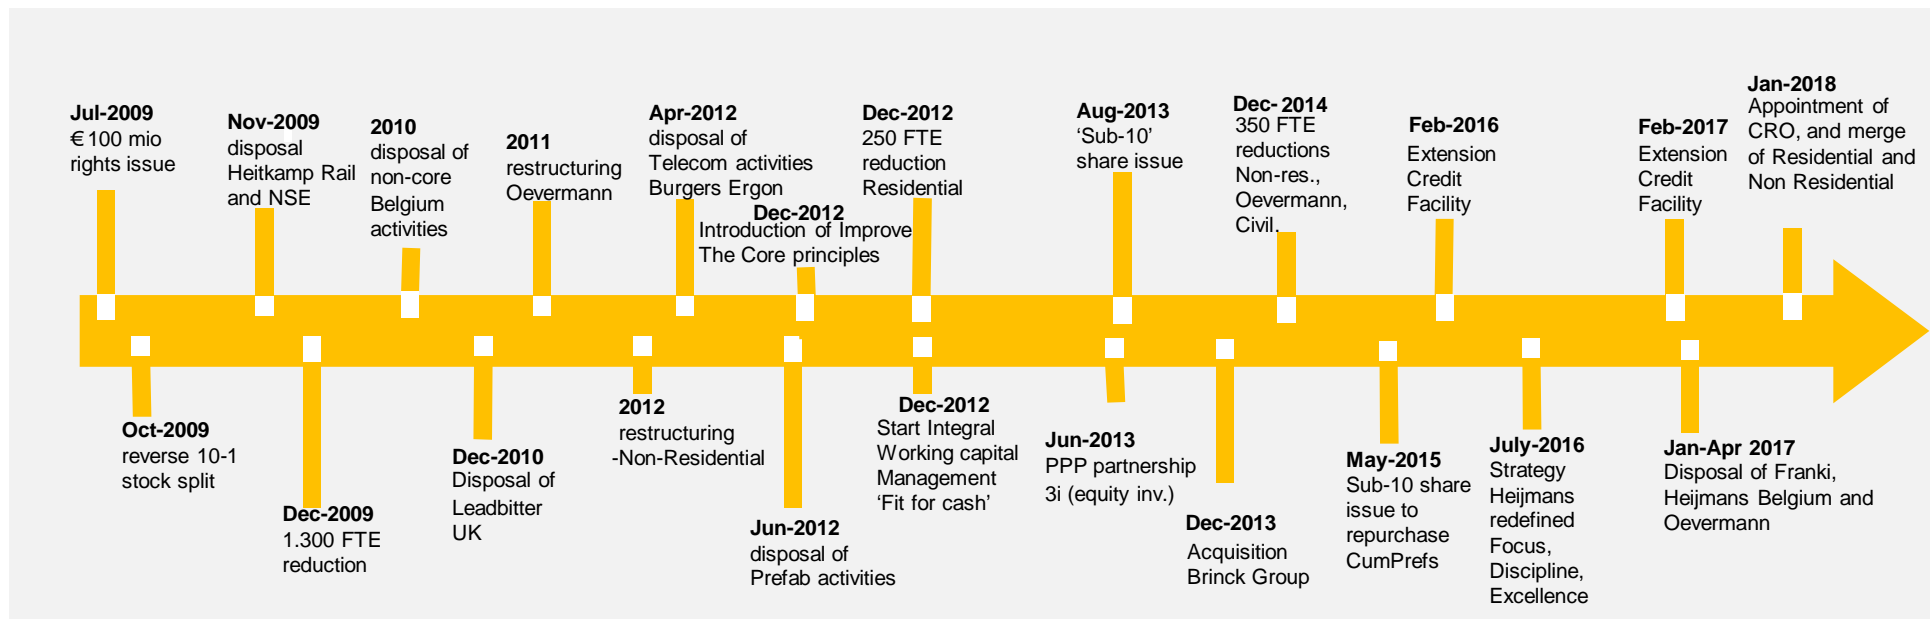 Jul-2009
€ 100 mio
rights issue
Nov-2009
disposal
Heitkamp Rail
and NSE
2010
disposal of
non-core
Belgium
activities
2011
restructuring
Oevermann
Apr-2012
disposal of
Telecom activities
Burgers Ergon
Dec-2012
Introduction of Improve
The Core principles
Dec-2012
250 FTE
reduction
Residential
Aug-2013
‘Sub-10’
share issue
Dec- 2014
350 FTE
reductions
Non-res.,
Oevermann,
Civil.
Feb-2016
Extension
Credit
Facility
Feb-2017
Extension
Credit
Facility
Jan-2018
Appointment of
CRO, and merge
of Residential and
Non Residential
Oct-2009
reverse 10-1
stock split
Dec-2009
1.300 FTE
reduction
Dec-2010
Disposal of
Leadbitter
UK
2012
restructuring
-Non-Residential
Jun-2012
disposal of
Prefab activities
Dec-2012
Start Integral
Working capital
Management
‘Fit for cash’
Jun-2013
PPP partnership
3i (equity inv.)
Dec-2013
Acquisition
Brinck Group
May-2015
Sub-10 share
issue to
repurchase
CumPrefs
July-2016
Strategy
Heijmans
redefined
Focus,
Discipline,
Excellence
Jan-Apr 2017
Disposal of Franki,
Heijmans Belgium and
Oevermann